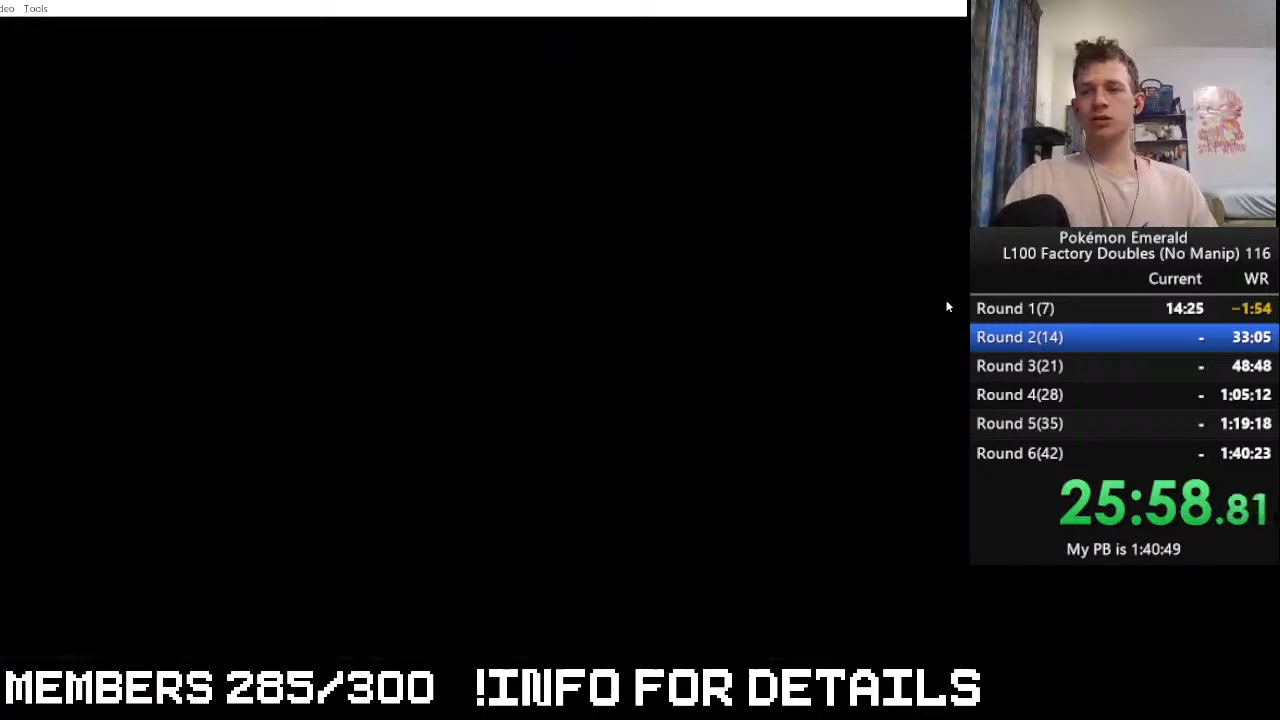 deo Tools
Pokémon Emerald
L100 Factory Doubles (No Manip) 116
Current WR
Round 1(7) 14:25 −1:54
Round 2(14) - 33:05
Round 3(21) - 48:48
Round 4(28) - 1:05:12
Round 5(35) - 1:19:18
Round 6(42) - 1:40:23
25:58.81
My PB is 1:40:49
MEMBERS 285/300 !INFO FOR DETAILS